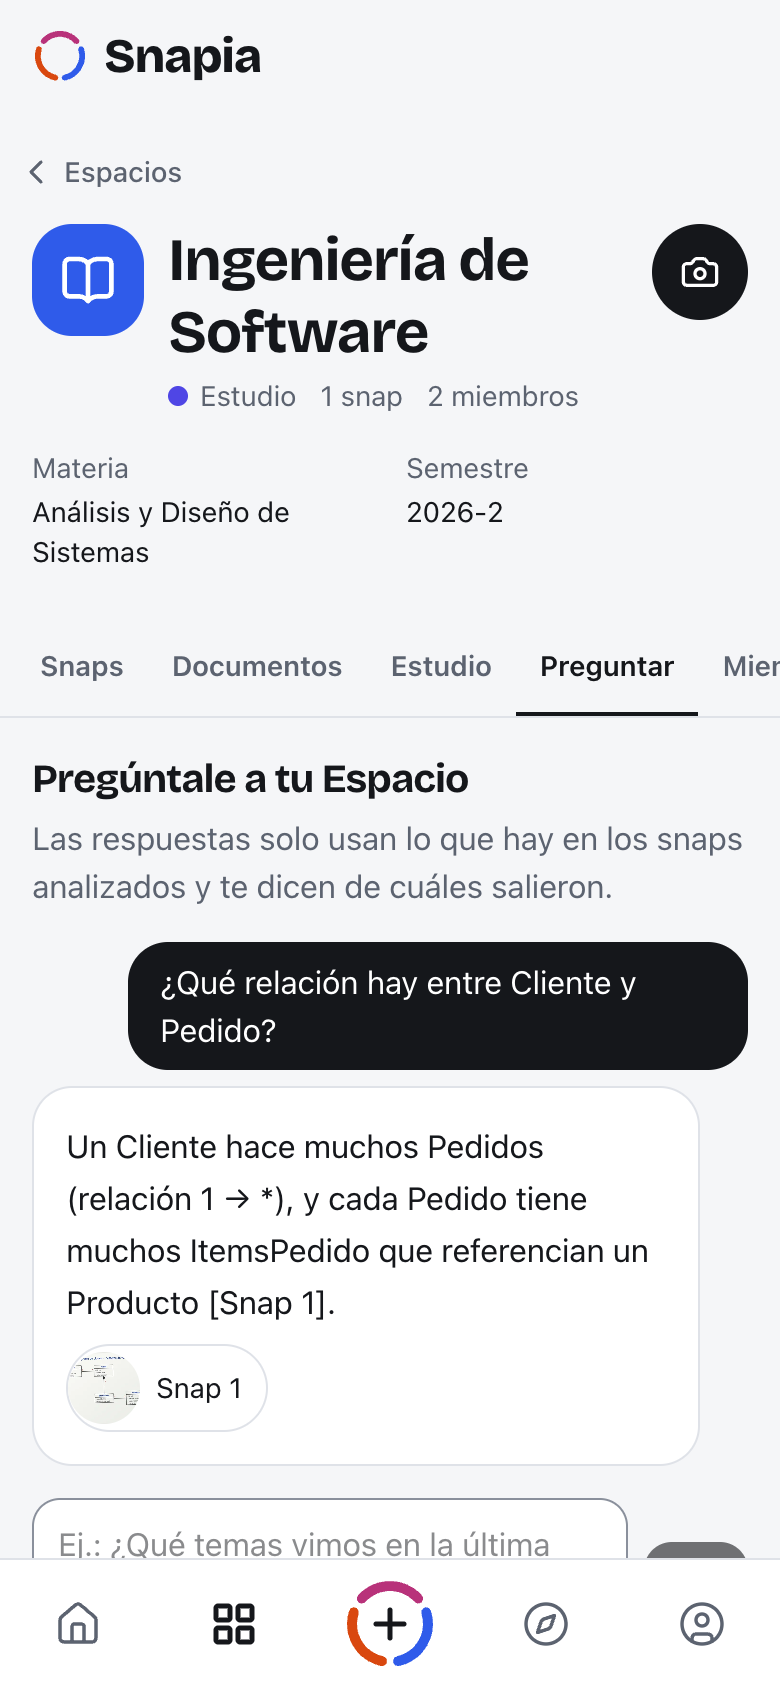 Snapia
Espacios
Ingeniería de
Software
Estudio 1 snap 2 miembros
Materia
Semestre
Análisis y Diseño de
Sistemas
2026-2
Snaps Documentos Estudio Preguntar
Pregúntale a tu Espacio
Las respuestas solo usan lo que hay en los snaps
analizados y te dicen de cuáles salieron.
¿Qué relación hay entre Cliente y
Pedido?
Un Cliente hace muchos Pedidos
(relación 1 → *), y cada Pedido tiene
muchos ItemsPedido que referencian un
Producto [Snap 1].
Snap 1
Ej.: ¿Qué temas vimos en la última